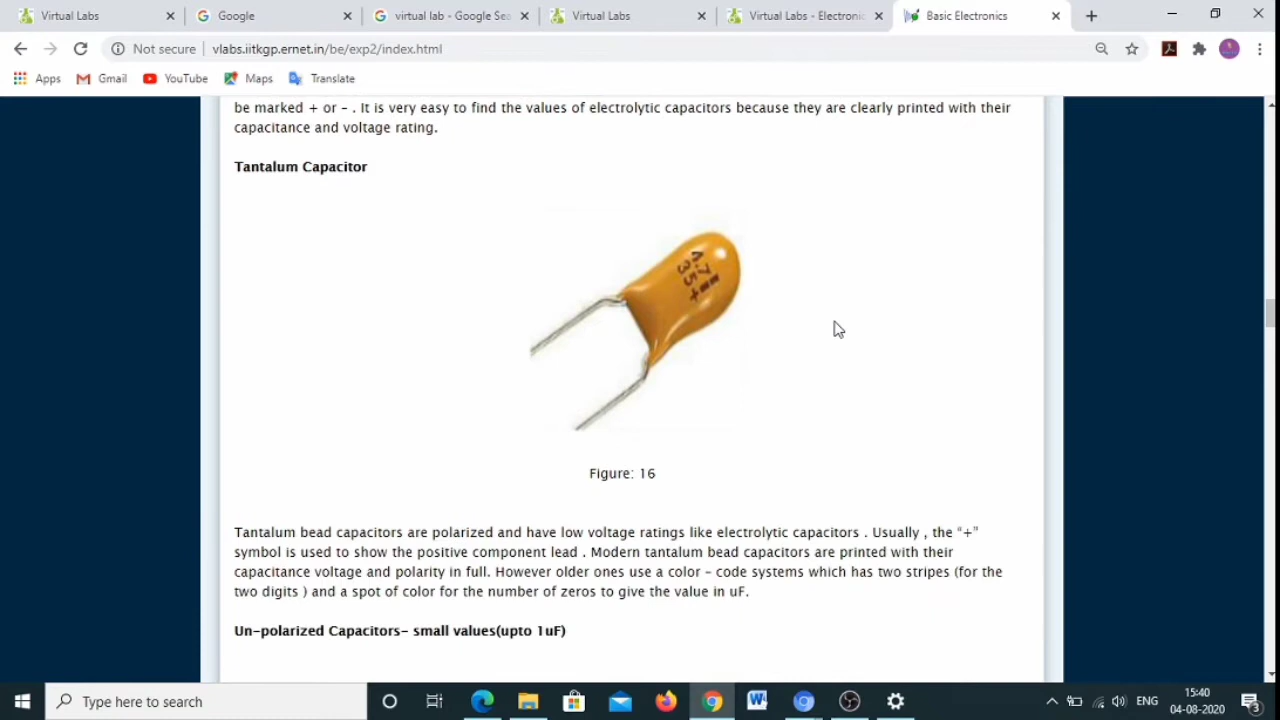 Virtual Labs
Google
virtual lab - Google Sea
Virtual Labs
Virtual Labs - Electronic
Basic Electronics
Not secure
vlabs.iitkgp.ernet.in/be/exp2/index.html
Apps
Gmail
YouTube
Maps
Translate
be marked + or - . It is very easy to find the values of electrolytic capacitors because they are clearly printed with their
capacitance and voltage rating.
Tantalum Capacitor
4.7
35 +
Figure: 16
Tantalum bead capacitors are polarized and have low voltage ratings like electrolytic capacitors . Usually , the “+”
symbol is used to show the positive component lead . Modern tantalum bead capacitors are printed with their
capacitance voltage and polarity in full. However older ones use a color - code systems which has two stripes (for the
two digits ) and a spot of color for the number of zeros to give the value in uF.
Un-polarized Capacitors- small values(upto 1uF)
Type here to search
ENG
15:40
04-08-2020
3